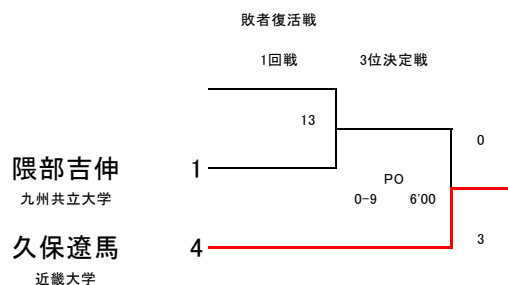 敗者復活戦
1回戦 3位決定戦
13
0
隈部吉伸 1
PO
九州共立大学
0-9 6'00
3
久保遼馬 4
近畿大学